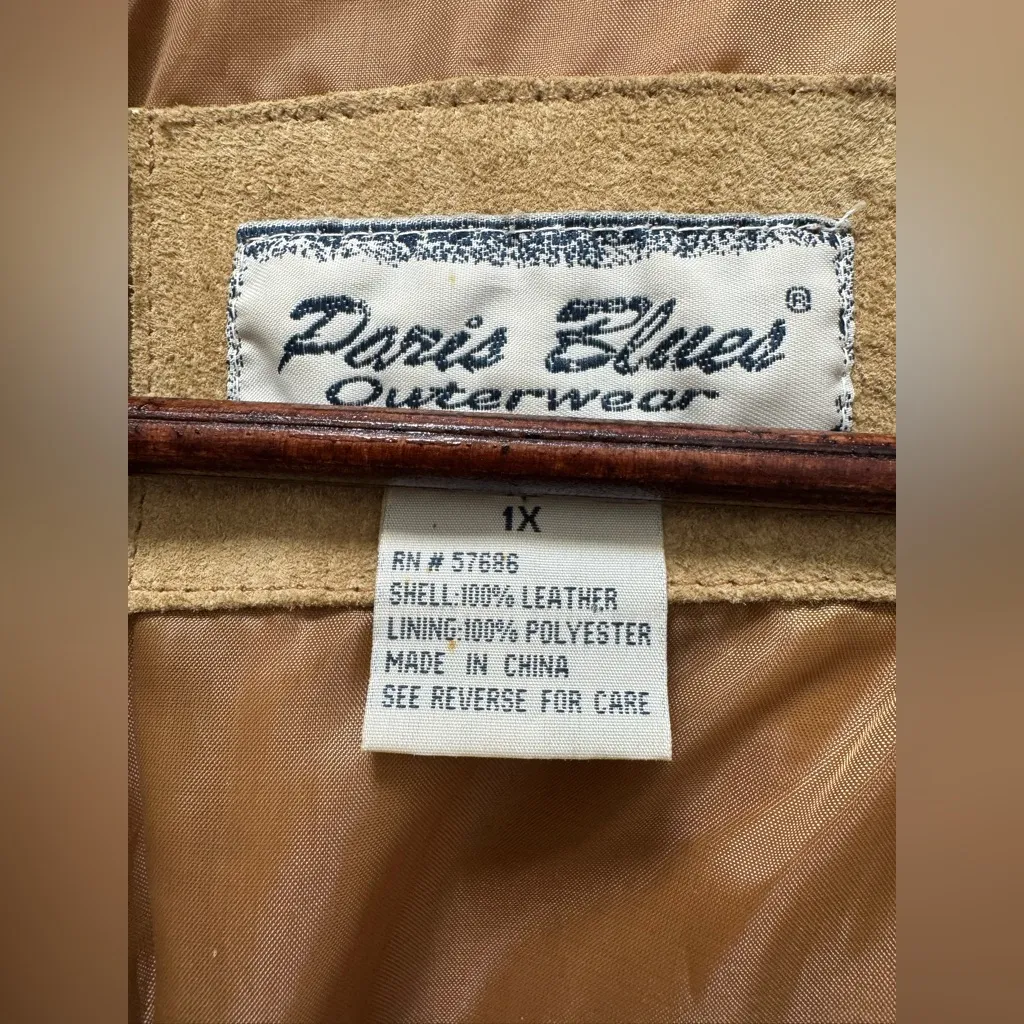 Paris Blues®
Outerwear
1X
RN # 57686
SHELL:100% LEATHER
LINING:100% POLYESTER
MADE IN CHINA
SEE REVERSE FOR CARE